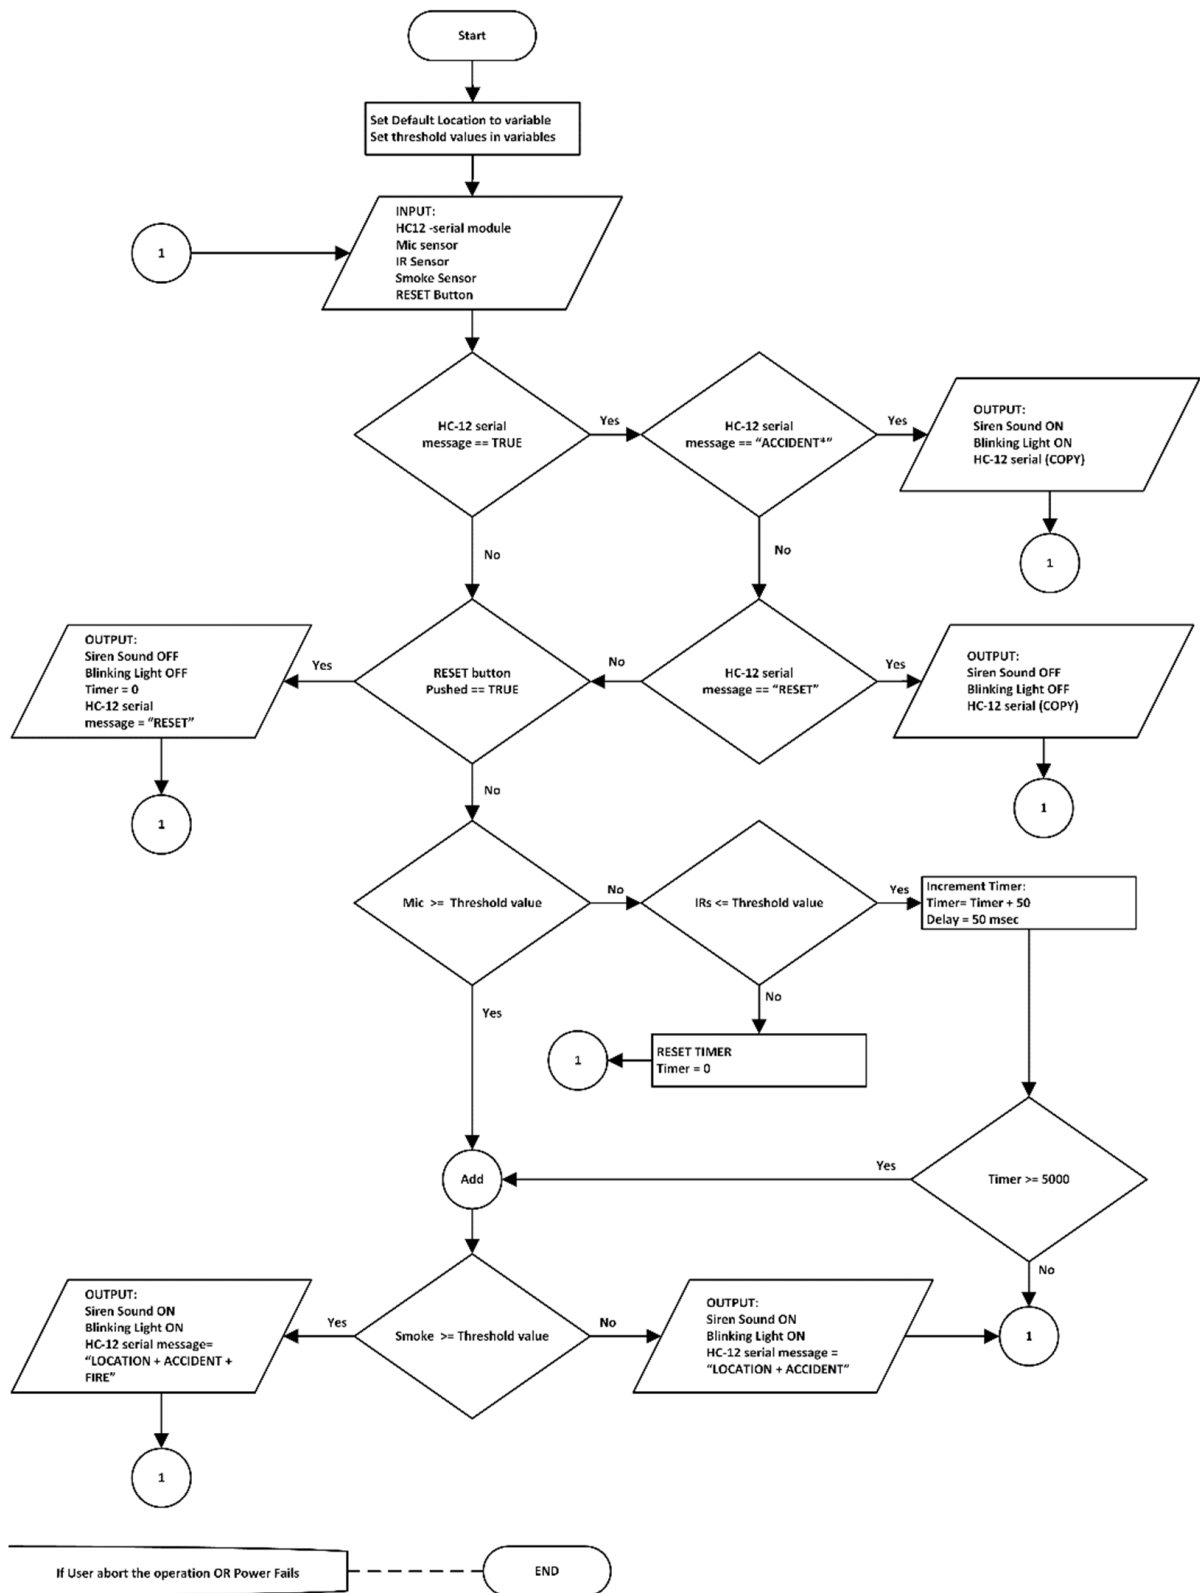 Start
Set Default Location to variable
Set threshold values in variables
INPUT:
HC12 -serial module
Mic sensor
IR Sensor
Smoke Sensor
RESET Button
1
HC-12 serial
message == TRUE
Yes
HC-12 serial
message == “ACCIDENT*”
Yes
OUTPUT:
Siren Sound ON
Blinking Light ON
HC-12 serial (COPY)
1
No
No
OUTPUT:
Siren Sound OFF
Blinking Light OFF
Timer = 0
HC-12 serial
message = “RESET”
Yes
RESET button
Pushed == TRUE
No
HC-12 serial
message == “RESET”
Yes
OUTPUT:
Siren Sound OFF
Blinking Light OFF
HC-12 serial (COPY)
1
1
No
Mic >= Threshold value
No
IRs <= Threshold value
Yes
Increment Timer:
Timer= Timer + 50
Delay = 50 msec
Yes
No
1
RESET TIMER
Timer = 0
Add
Yes
Timer >= 5000
No
OUTPUT:
Siren Sound ON
Blinking Light ON
HC-12 serial message=
“LOCATION + ACCIDENT +
FIRE”
Yes
Smoke >= Threshold value
No
OUTPUT:
Siren Sound ON
Blinking Light ON
HC-12 serial message =
“LOCATION + ACCIDENT”
1
1
If User abort the operation OR Power Fails
END